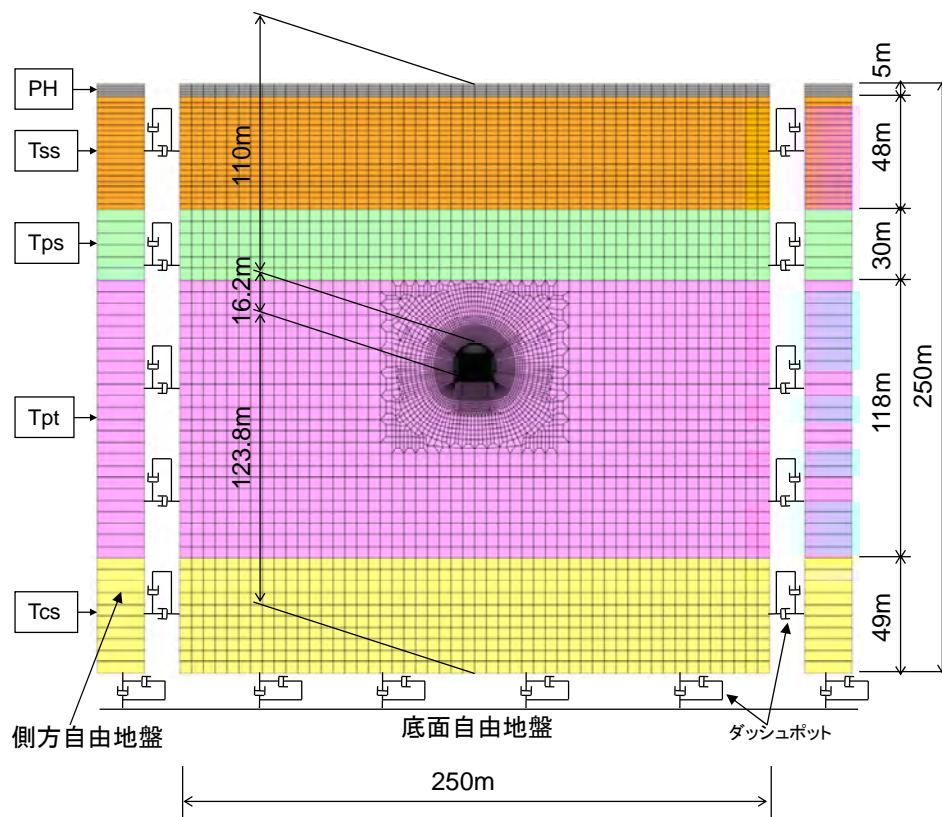 PH
5m
Tss
110m
48m
Tps
30m
16.2m
Tpt
123.8m
118m
250m
Tcs
49m
側方自由地盤
底面自由地盤
ダッシュポット
250m